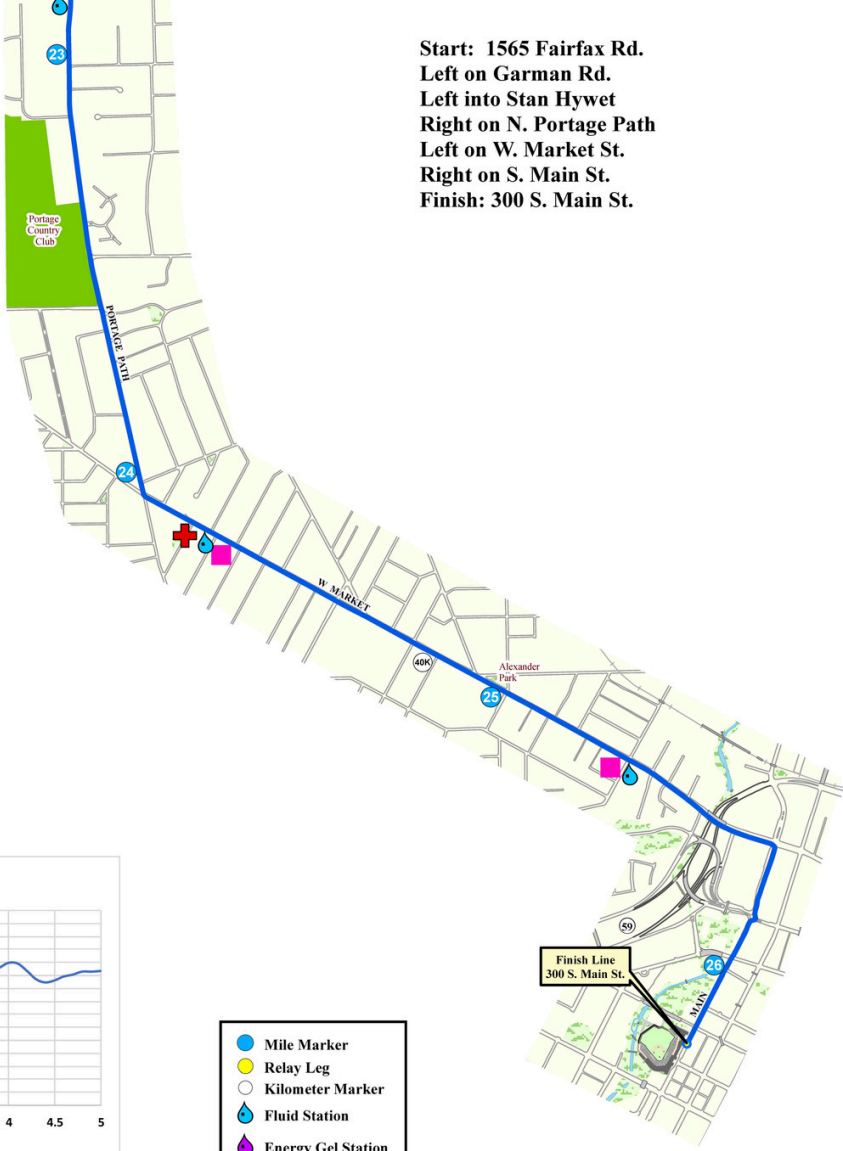 Start: 1565 Fairfax Rd.
Left on Garman Rd.
Left into Stan Hywet
Right on N. Portage Path
Left on W. Market St.
Right on S. Main St.
Finish: 300 S. Main St.
23
Portage
Country
Club
PORTAGE PATH
24
W MARKET
40K
Alexander
Park
25
59
Finish Line
300 S. Main St.
26
MAIN
4 4.5 5
Mile Marker
Relay Leg
Kilometer Marker
Fluid Station
Energy Gel Station